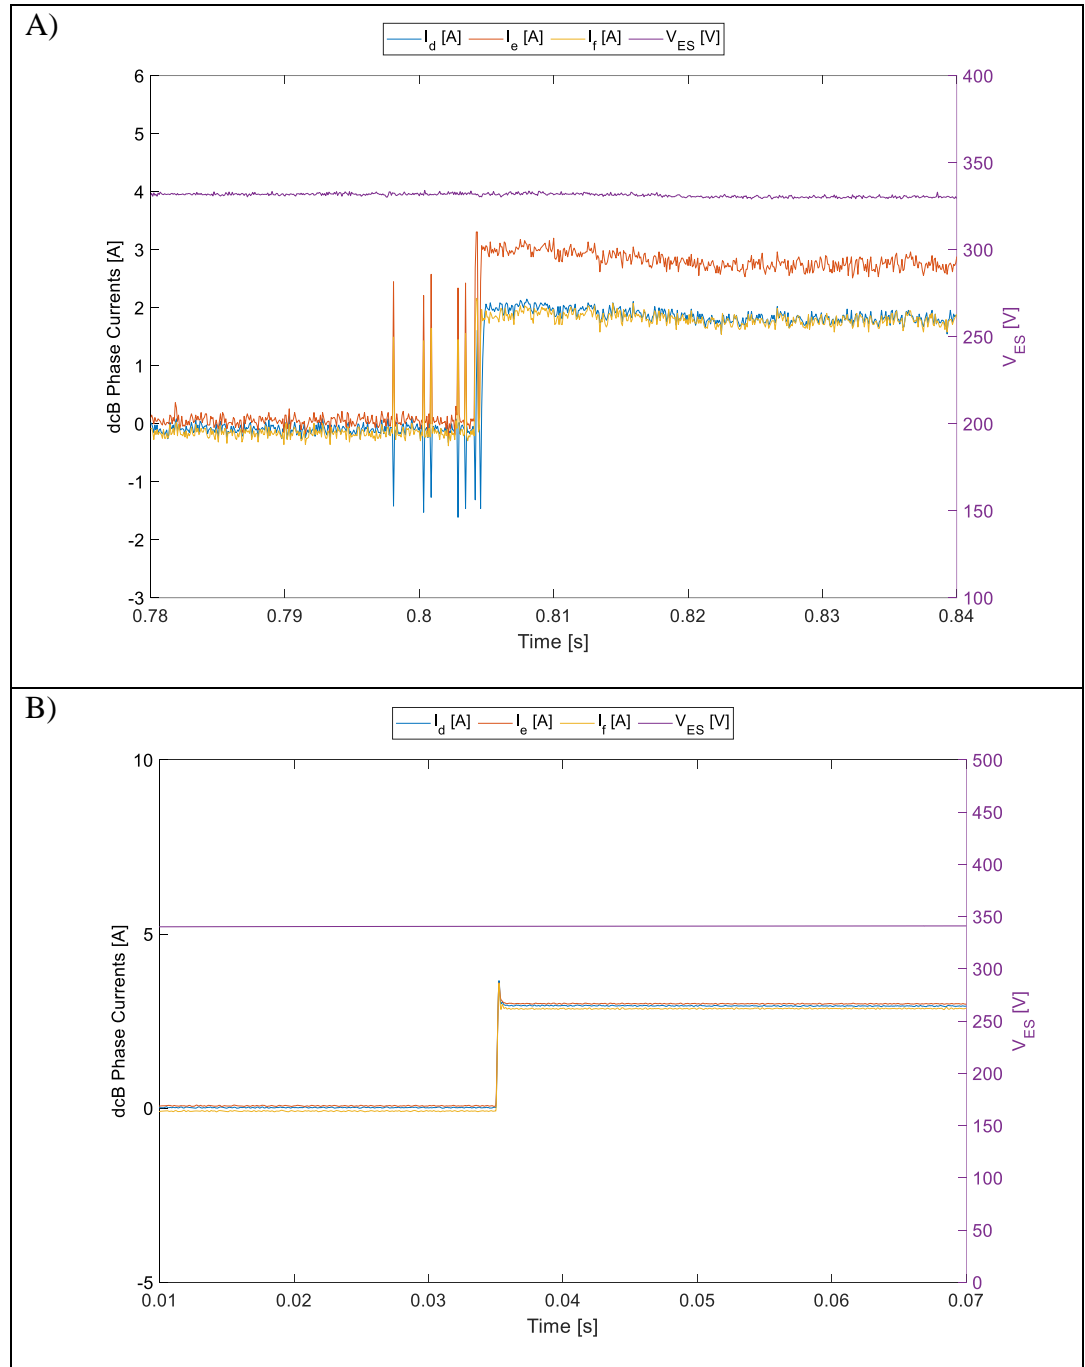 A)
I_d [A] I_e [A] I_f [A] V_ES [V]
6
5
4
3
2
1
0
-1
-2
-3
dcB Phase Currents [A]
400
350
300
250
200
150
100
V_ES [V]
0.78 0.79 0.8 0.81 0.82 0.83 0.84
Time [s]
B)
I_d [A] I_e [A] I_f [A] V_ES [V]
10
5
0
-5
dcB Phase Currents [A]
500
450
400
350
300
250
200
150
100
50
0
V_ES [V]
0.01 0.02 0.03 0.04 0.05 0.06 0.07
Time [s]